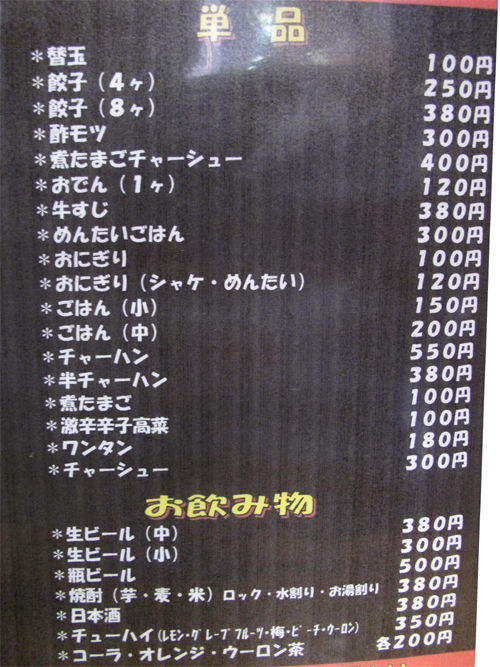 単品
*替玉 100円
*餃子（4ヶ） 250円
*餃子（8ヶ） 380円
*酢モツ 300円
*煮たまごチャーシュー 400円
*おでん（1ヶ） 120円
*牛すじ 380円
*めんたいごはん 300円
*おにぎり 100円
*おにぎり（シャケ・めんたい） 120円
*ごはん（小） 150円
*ごはん（中） 200円
*チャーハン 550円
*半チャーハン 380円
*煮たまご 100円
*激辛辛子高菜 100円
*ワンタン 180円
*チャーシュー 300円
お飲み物
*生ビール（中） 380円
*生ビール（小） 300円
*瓶ビール 500円
*焼酎（芋・麦・米）ロック・水割り・お湯割り 380円
*日本酒 380円
*チューハイ(ﾚﾓﾝ・ｸﾞﾚｰﾌﾟﾌﾙｰﾂ・梅・ﾋﾟｰﾁ・ｳｰﾛﾝ) 350円
*コーラ・オレンジ・ウーロン茶 各200円